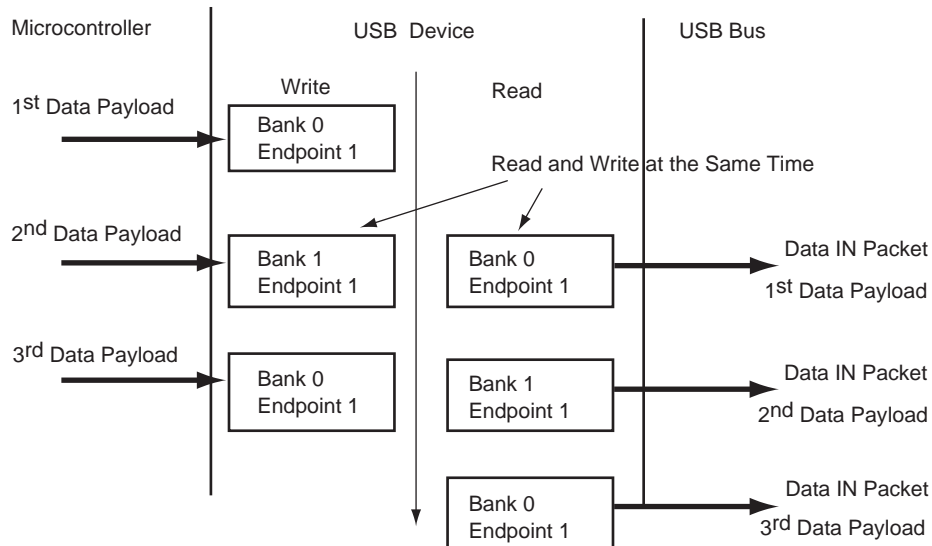 Microcontroller
USB Device
USB Bus
Write
Read
1st Data Payload
Bank 0
Endpoint 1
Read and Write at the Same Time
2nd Data Payload
Bank 1
Endpoint 1
Bank 0
Endpoint 1
Data IN Packet
1st Data Payload
3rd Data Payload
Bank 0
Endpoint 1
Bank 1
Endpoint 1
Data IN Packet
2nd Data Payload
Bank 0
Endpoint 1
Data IN Packet
3rd Data Payload